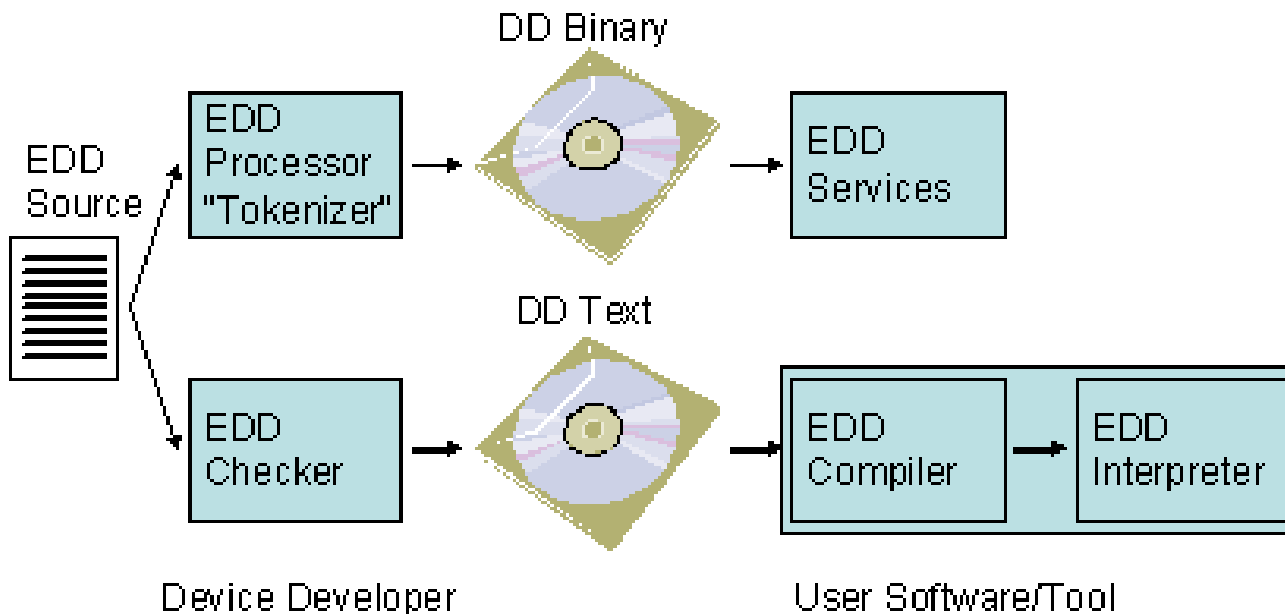 DD Binary
EDD
Source
EDD
Processor
"Tokenizer"
EDD
Services
DD Text
EDD
Checker
EDD
Compiler
EDD
Interpreter
Device Developer
User Software/Tool